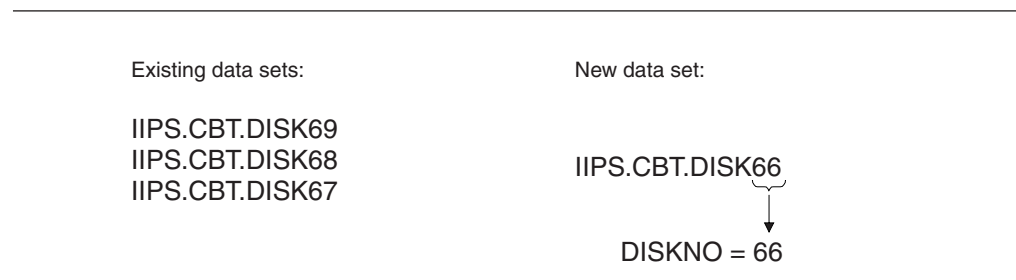 Existing data sets:
IIPS.CBT.DISK69
IIPS.CBT.DISK68
IIPS.CBT.DISK67
New data set:
IIPS.CBT.DISK66
DISKNO = 66